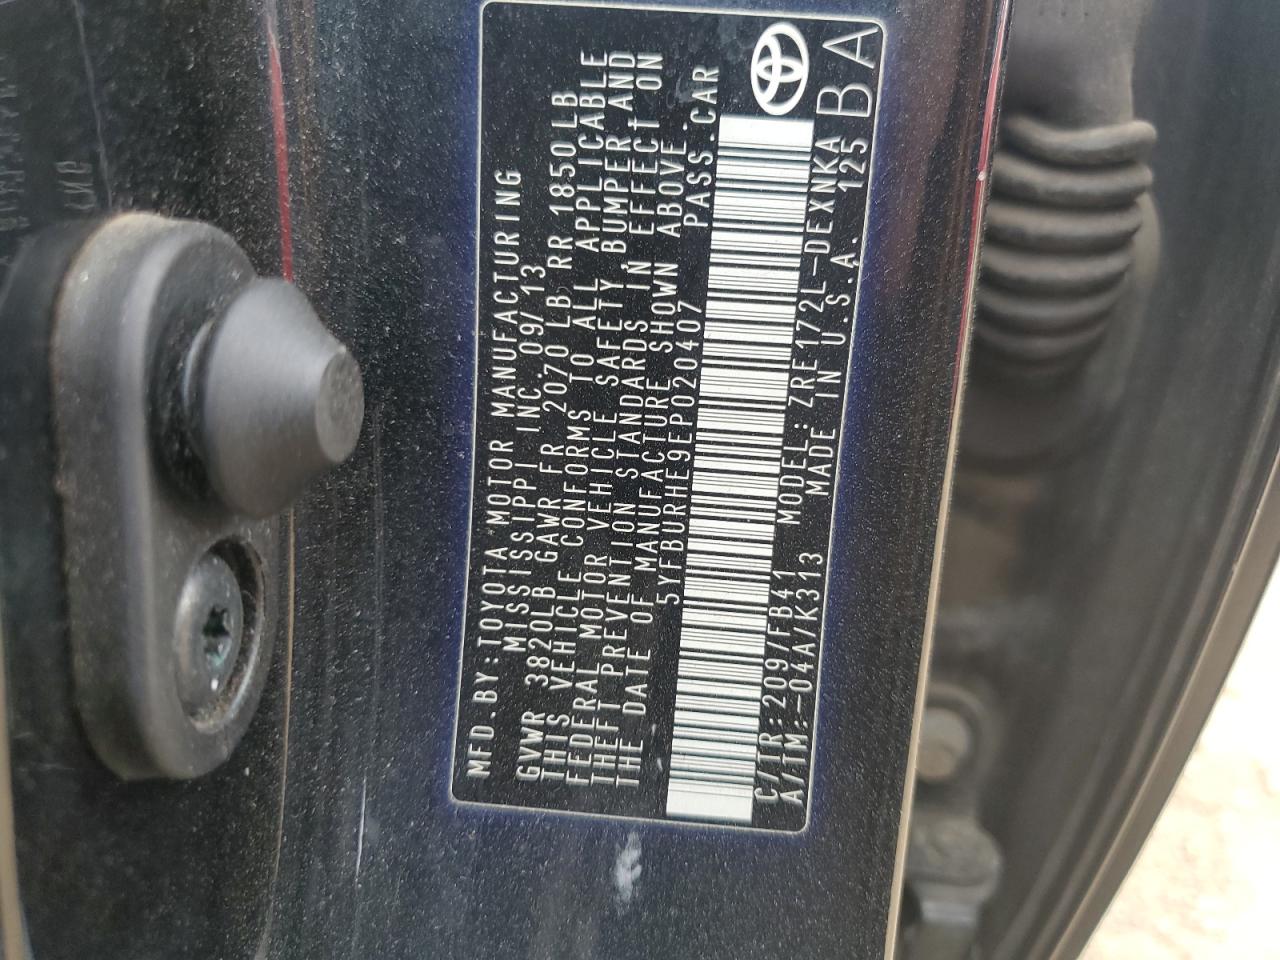 MFD.BY:TOYOTA MOTOR MANUFACTURING
MISSISSIPPI INC. 09/13
GVWR 3820LB GAWR FR 2070 LB RR 1850LB
THIS VEHICLE CONFORMS TO ALL APPLICABLE
FEDERAL MOTOR VEHICLE SAFETY, BUMPER AND
THEFT PREVENTION STANDARDS IN EFFECT ON
THE DATE OF MANUFACTURE SHOWN ABOVE.
5YFBURHE9EP020407 PASS.CAR
C/TR:209/FB41 MODEL:ZRE172L-DEXNKA
A/TM:-04A/K313 MADE IN U.S.A. 125 BA